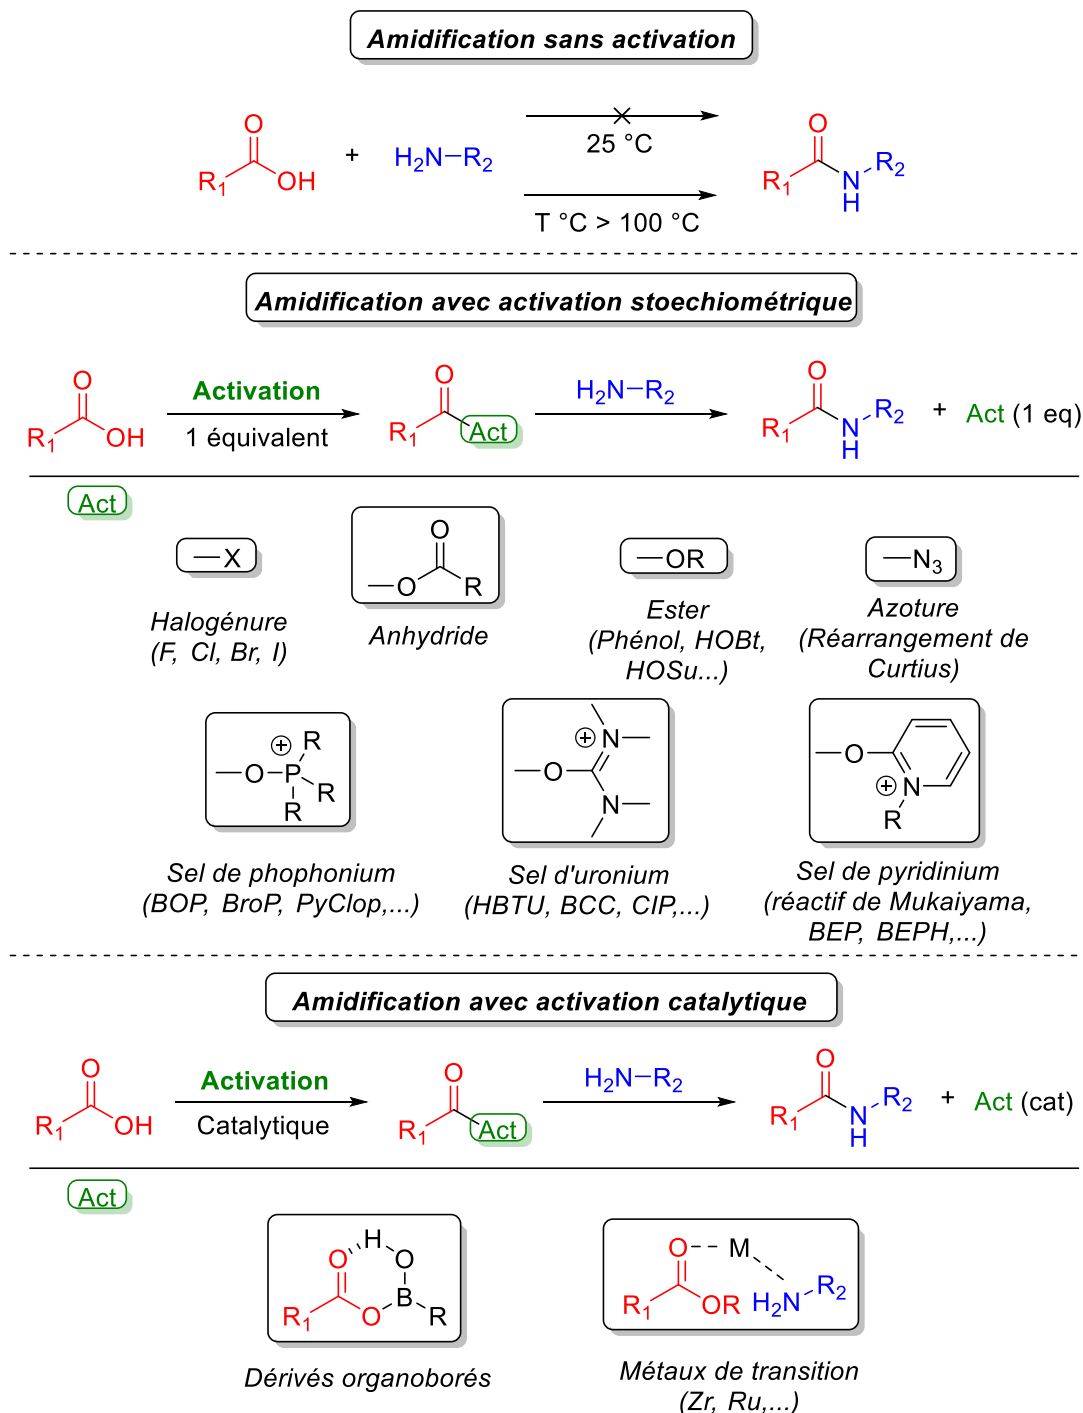 Amidification sans activation
O
R1 OH + H2N–R2 25 °C O R1 N H R2
T °C > 100 °C
Amidification avec activation stoechiométrique
O R1 OH Activation O R1 Act H2N–R2 O R1 N H R2 + Act (1 eq)
1 équivalent
Act
—X
O O R
—OR
—N3
Halogénure
(F, Cl, Br, I)
Anhydride
Ester
(Phénol, HOBt,
HOSu...)
Azoture
(Réarrangement de
Curtius)
O P + R R R
O N + N
O N + R
Sel de phophonium
(BOP, BroP, PyClop,...)
Sel d'uronium
(HBTU, BCC, CIP,...)
Sel de pyridinium
(réactif de Mukaiyama,
BEP, BEPH,...)
Amidification avec activation catalytique
O R1 OH Activation O R1 Act H2N–R2 O R1 N H R2 + Act (cat)
Catalytique
Act
O H O R1 O B R
O M R1 OR H2N R2
Dérivés organoborés
Métaux de transition
(Zr, Ru,...)